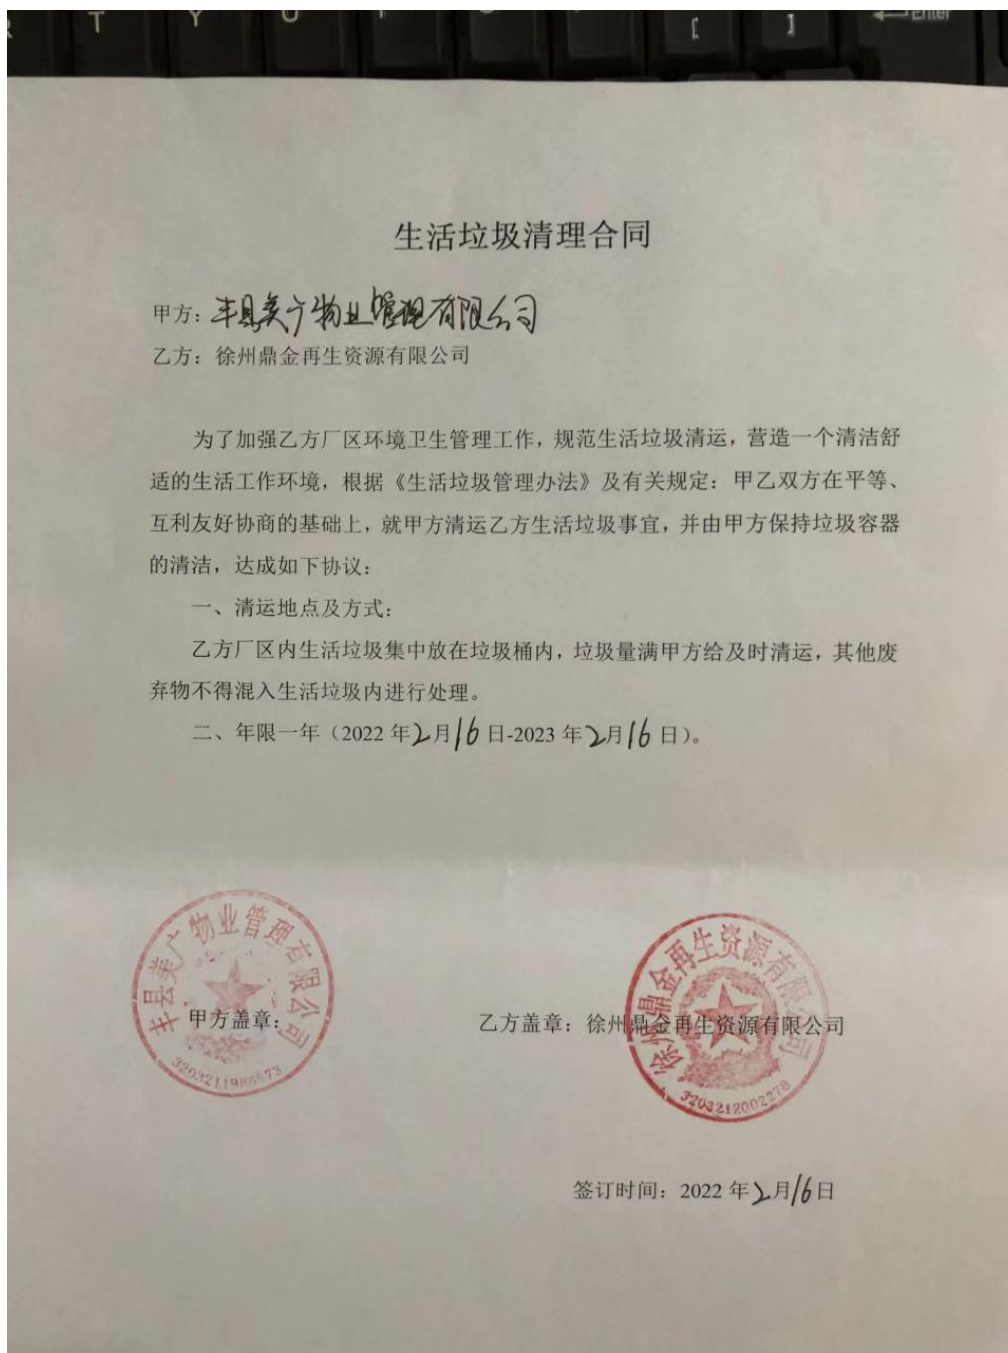 T Y U [ ] Enter
生活垃圾清理合同
甲方：丰县美广物业管理有限公司
乙方：徐州鼎金再生资源有限公司
为了加强乙方厂区环境卫生管理工作，规范生活垃圾清运，营造一个清洁舒
适的生活工作环境，根据《生活垃圾管理办法》及有关规定：甲乙双方在平等、
互利友好协商的基础上，就甲方清运乙方生活垃圾事宜，并由甲方保持垃圾容器
的清洁，达成如下协议：
一、清运地点及方式：
乙方厂区内生活垃圾集中放在垃圾桶内，垃圾量满甲方给及时清运，其他废
弃物不得混入生活垃圾内进行处理。
二、年限一年（2022 年2月16日-2023 年2月16日）。
丰县美广物业管理有限公司
甲方盖章：
徐州鼎金再生资源有限公司
乙方盖章：徐州鼎金再生资源有限公司
3203212002278
签订时间：2022 年2月16日